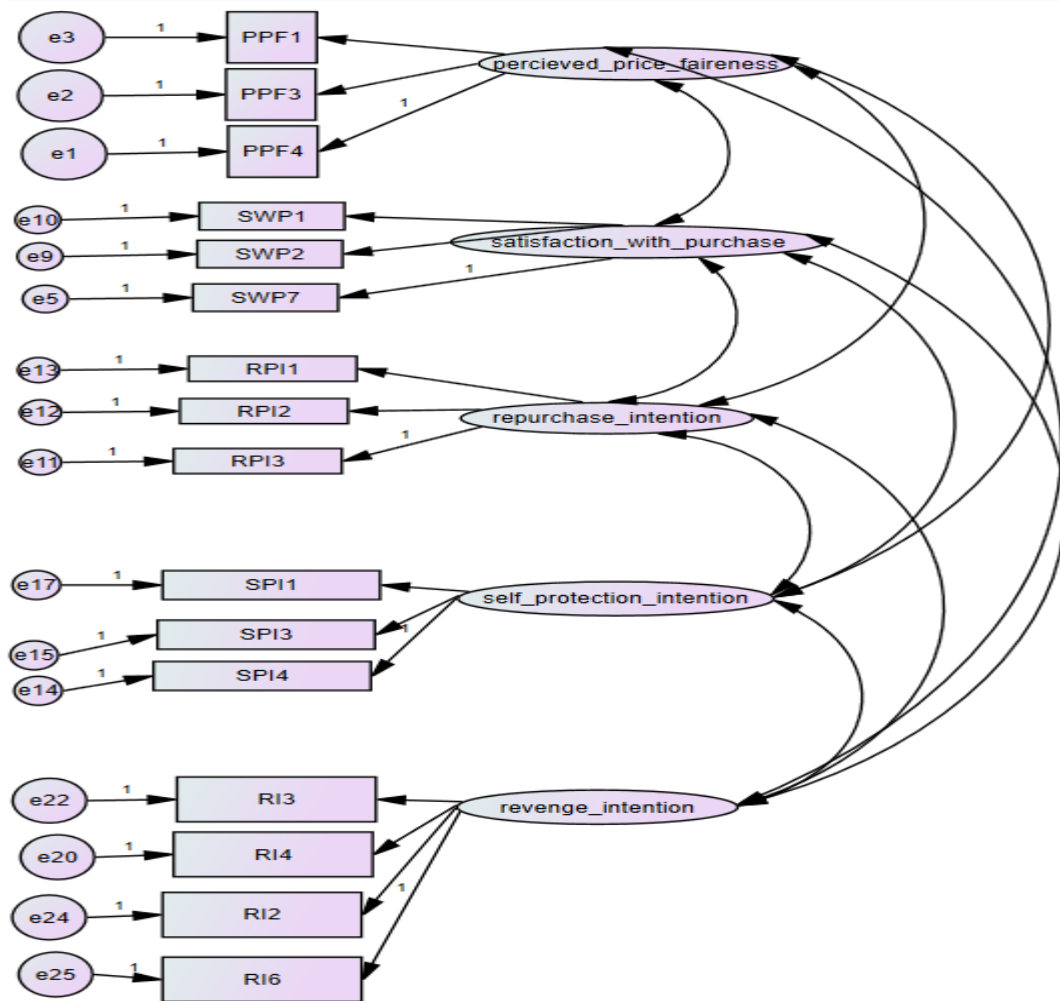 e3 1 PPF1
percieved_price_faireness
e2 1 PPF3
1
e1 1 PPF4
e10 1 SWP1
satisfaction_with_purchase
e9 1 SWP2
1
e5 1 SWP7
e13 1 RPI1
e12 1 RPI2
repurchase_intention
1
e11 1 RPI3
e17 1 SPI1
self_protection_intention
e15 1 SPI3
1
e14 1 SPI4
e22 1 RI3
revenge_intention
e20 1 RI4
1
e24 1 RI2
e25 1 RI6